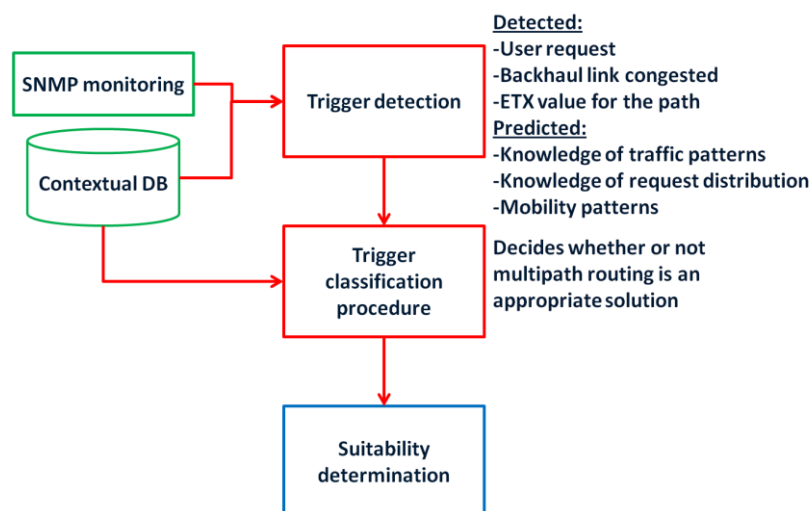 SNMP monitoring
Contextual DB
Trigger detection
Detected:
-User request
-Backhaul link congested
-ETX value for the path
Predicted:
-Knowledge of traffic patterns
-Knowledge of request distribution
-Mobility patterns
Trigger
classification
procedure
Decides whether or not
multipath routing is an
appropriate solution
Suitability
determination